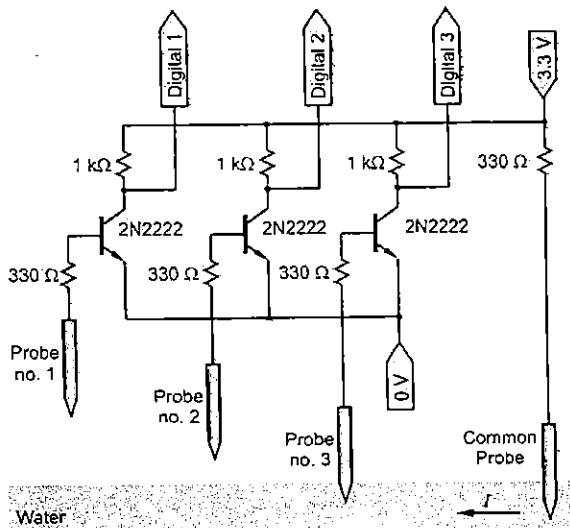 Digital 1
Digital 2
Digital 3
3.3 V
1 kΩ
1 kΩ
1 kΩ
330 Ω
2N2222
2N2222
2N2222
330 Ω
330 Ω
330 Ω
Probe
no. 1
Probe
no. 2
Probe
no. 3
0 V
Common
Probe
Water
I